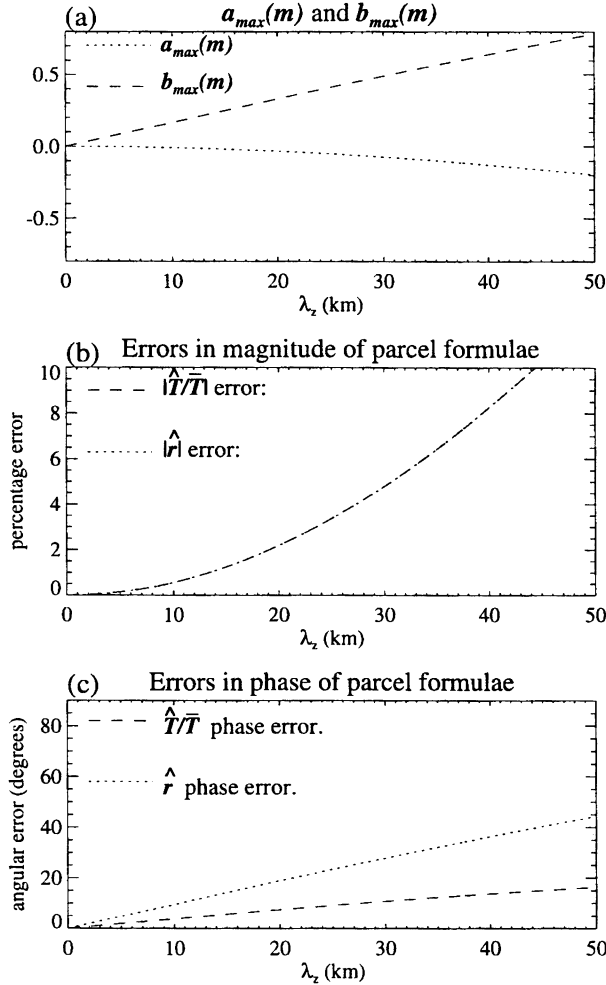 (a) a_max(m) and b_max(m)
a_max(m)
b_max(m)
0.5
0.0
-0.5
0 10 20 30 40 50
λ_z (km)
(b) Errors in magnitude of parcel formulae
10
8
6
4
2
0
percentage error
|T̂/T̄| error:
|r̂| error:
0 10 20 30 40 50
λ_z (km)
(c) Errors in phase of parcel formulae
80
60
40
20
0
angular error (degrees)
T̂/T̄ phase error.
r̂ phase error.
0 10 20 30 40 50
λ_z (km)